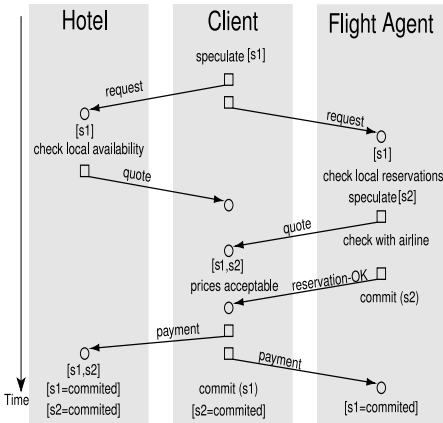 Hotel
Client
Flight Agent
speculate [s1]
request
request
[s1]
check local availability
[s1]
check local reservations
quote
speculate [s2]
quote
check with airline
[s1,s2]
prices acceptable
reservation-OK
commit (s2)
payment
payment
[s1,s2]
[s1=commited]
[s2=commited]
commit (s1)
[s2=commited]
[s1=commited]
Time